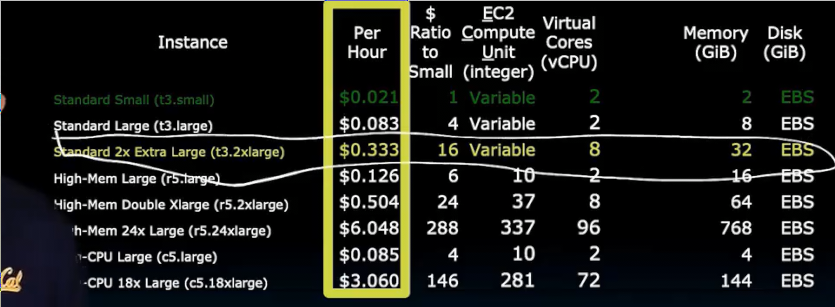 Instance Per Hour $ Ratio to Small EC2 Compute Unit (integer) Virtual Cores (vCPU) Memory (GiB) Disk (GiB)
Standard Small (t3.small) $0.021 1 Variable 2 2 EBS
Standard Large (t3.large) $0.083 4 2 8 EBS
Standard 2x Extra Large (t3.2xlarge) $0.333 16 Variable 8 32 EBS
High-Mem Large (r5.large) $0.126 6 10 2 16 EBS
High-Mem Double Xlarge (r5.2xlarge) $0.504 24 37 8 64 EBS
-Mem 24x Large (r5.24xlarge) $6.048 288 337 96 768 EBS
-CPU Large (c5.large) $0.085 4 10 2 4 EBS
-CPU 18x Large (c5.18xlarge) $3.060 146 281 72 144 EBS
Cal